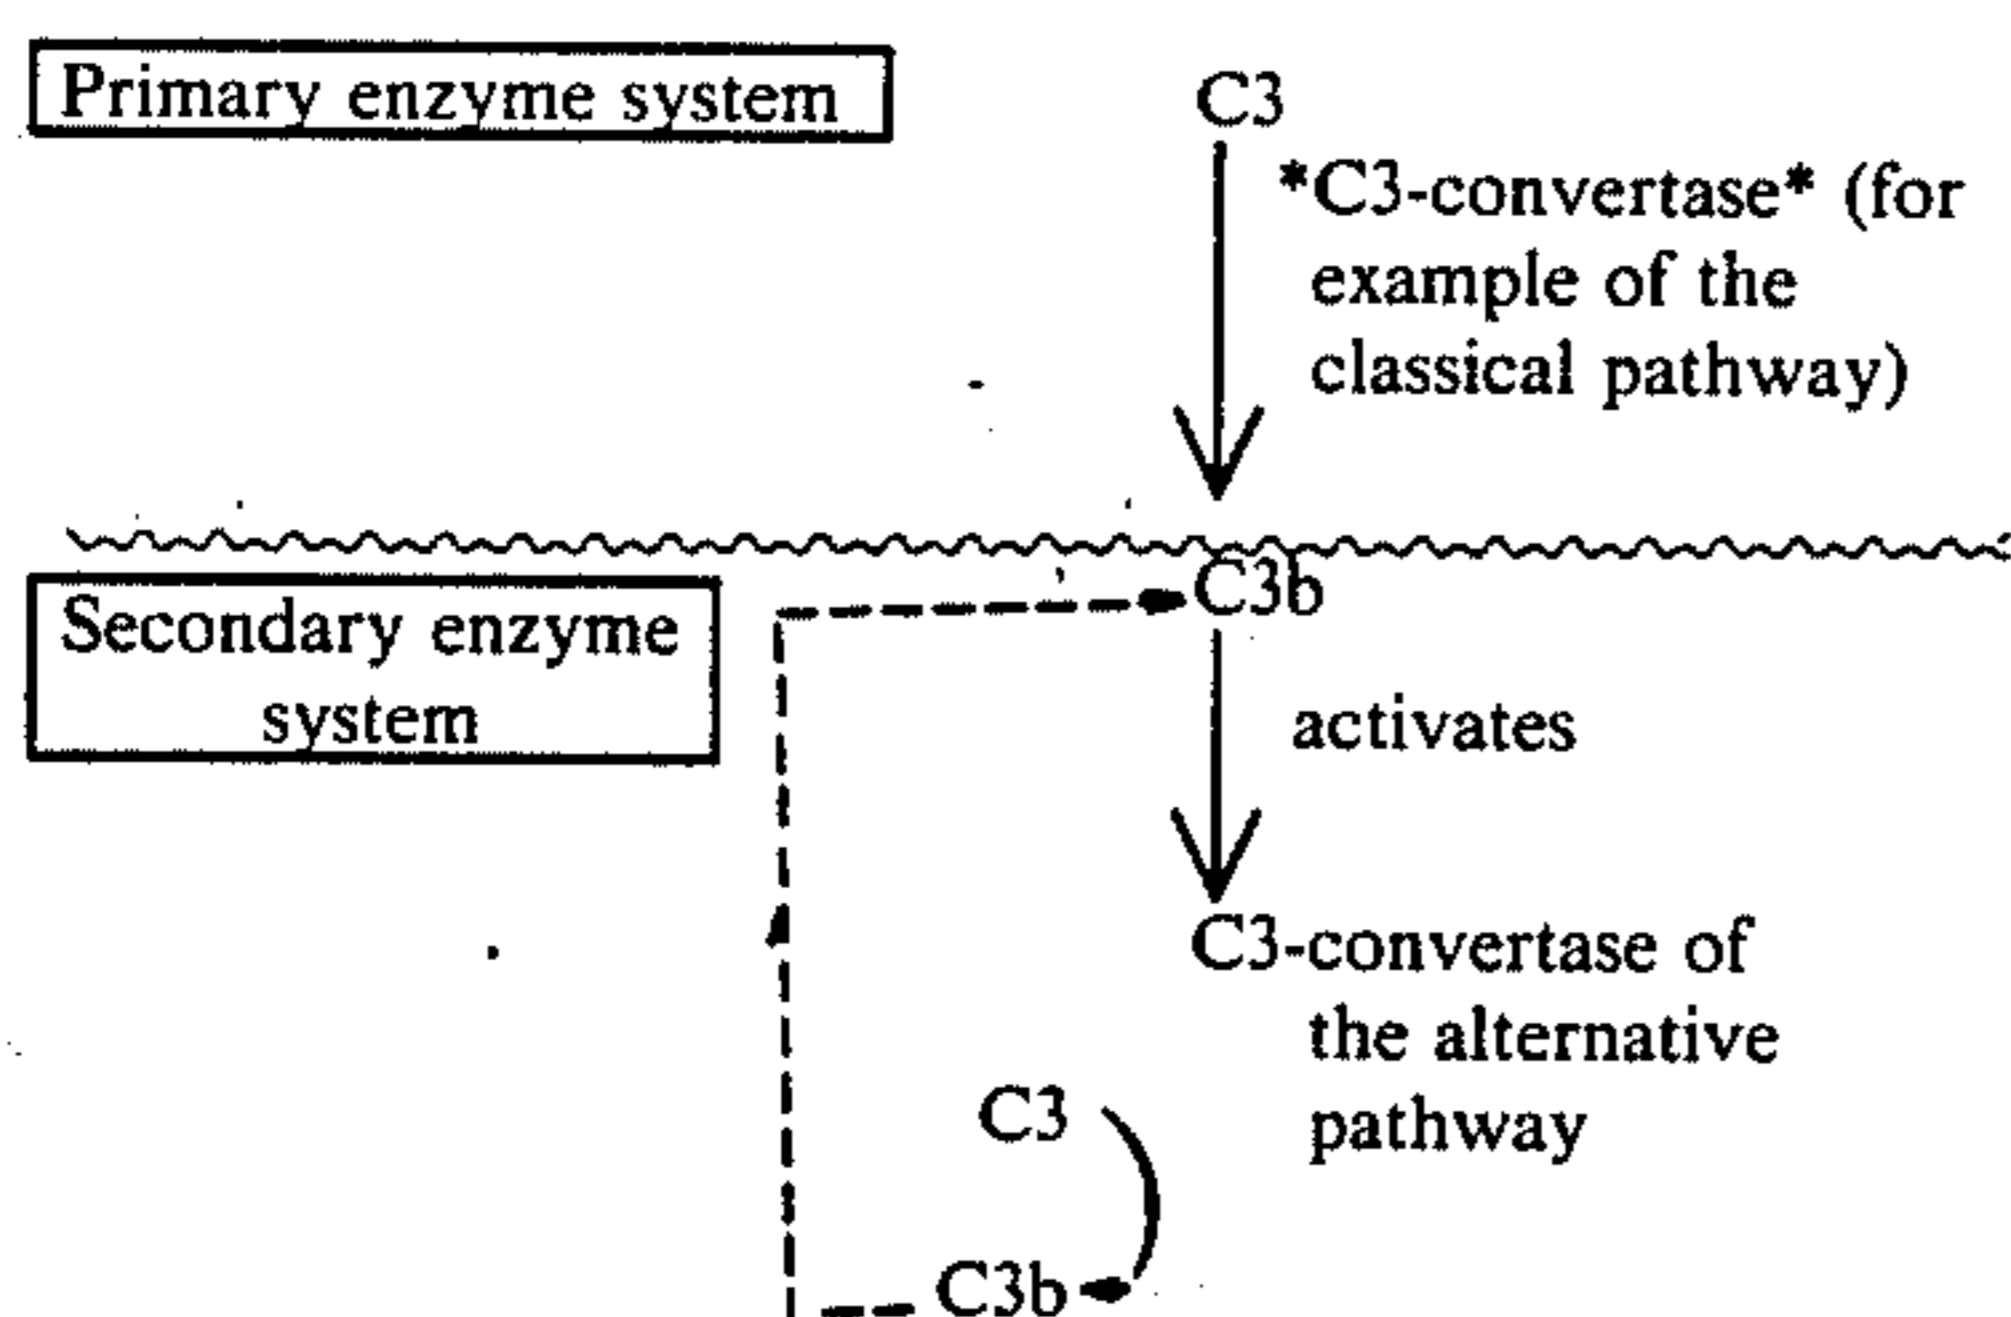 Primary enzyme system
C3
*C3-convertase* (for
example of the
classical pathway)
C3b
Secondary enzyme
system
activates
C3-convertase of
the alternative
pathway
C3
C3b